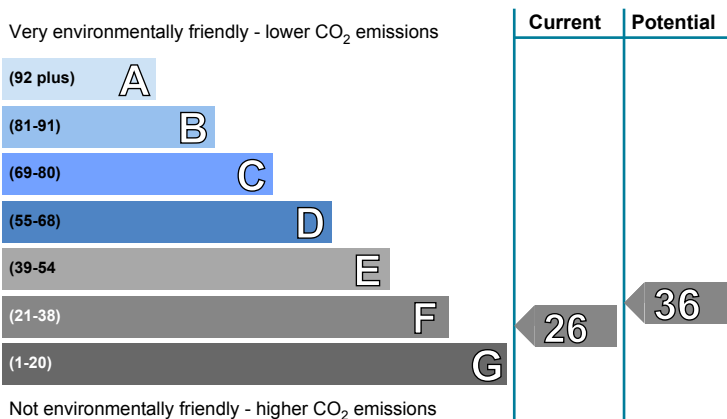 Very environmentally friendly - lower CO₂ emissions
Current
Potential
(92 plus) A
(81-91) B
(69-80) C
(55-68) D
(39-54 E
(21-38) F
(1-20) G
26
36
Not environmentally friendly - higher CO₂ emissions